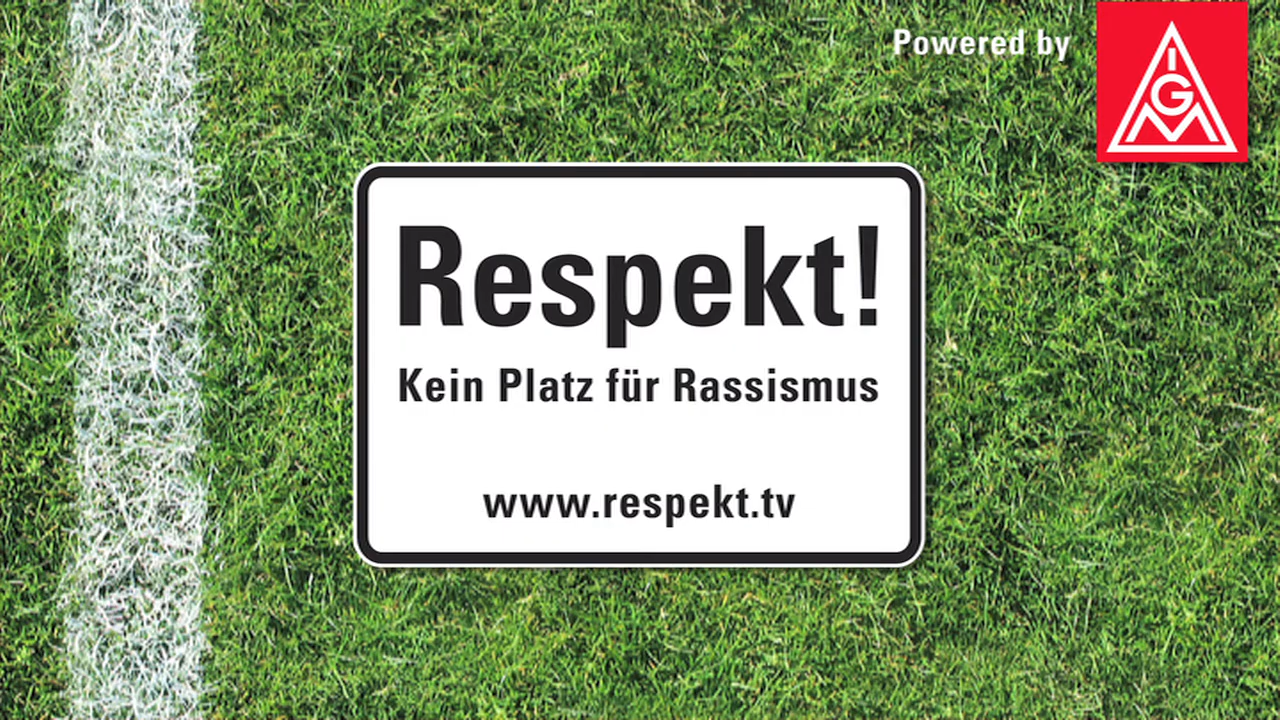 Powered by
IGM
Respekt!
Kein Platz für Rassismus
www.respekt.tv